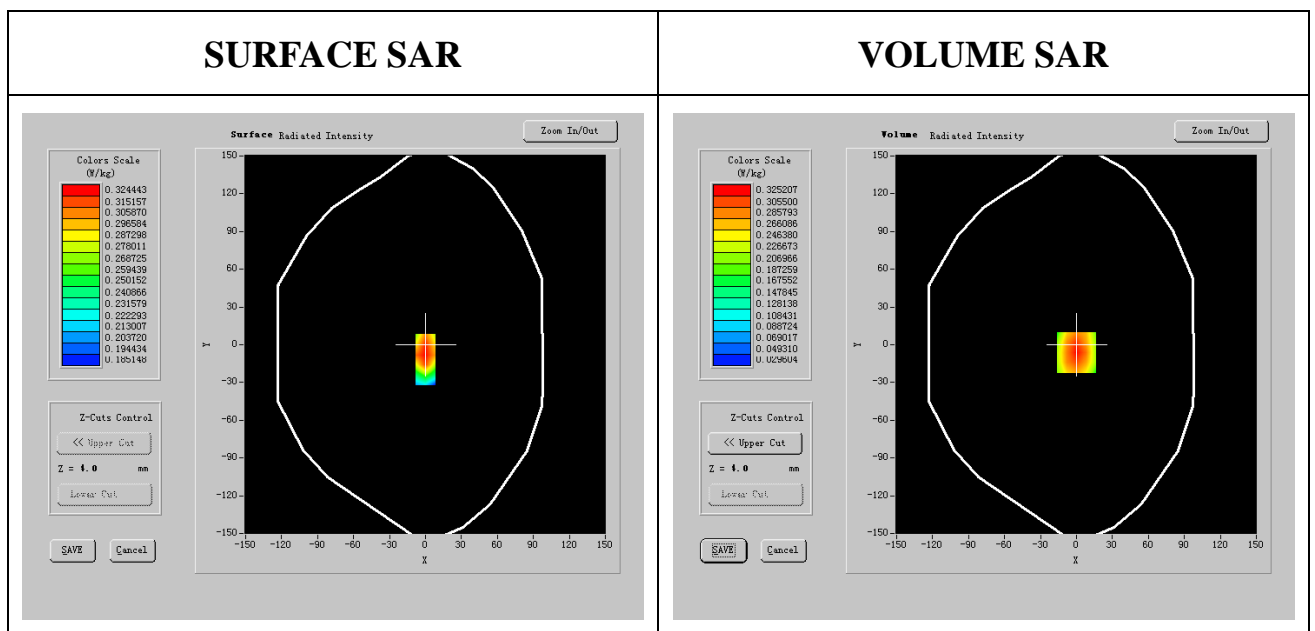 SURFACE SAR
VOLUME SAR
Surface Radiated Intensity
Zoom In/Out
Colors Scale
(W/kg)
0.324443
0.315157
0.305870
0.296584
0.287298
0.278011
0.268725
0.259439
0.250152
0.240866
0.231579
0.222293
0.213007
0.203720
0.194434
0.185148
150
120
90
60
30
0
-30
-60
-90
-120
-150
Y
-150 -120 -90 -60 -30 0 30 60 90 120 150
X
Z-Cuts Control
<< Upper Cut
Z = 4.0 mm
Lower Cut
SAVE
Cancel
Volume Radiated Intensity
Zoom In/Out
Colors Scale
(W/kg)
0.325207
0.305500
0.285793
0.266086
0.246380
0.226673
0.206966
0.187259
0.167552
0.147845
0.128138
0.108431
0.088724
0.069017
0.049310
0.029604
150
120
90
60
30
0
-30
-60
-90
-120
-150
Y
-150 -120 -90 -60 -30 0 30 60 90 120 150
X
Z-Cuts Control
<< Upper Cut
Z = 4.0 mm
Lower Cut
SAVE
Cancel